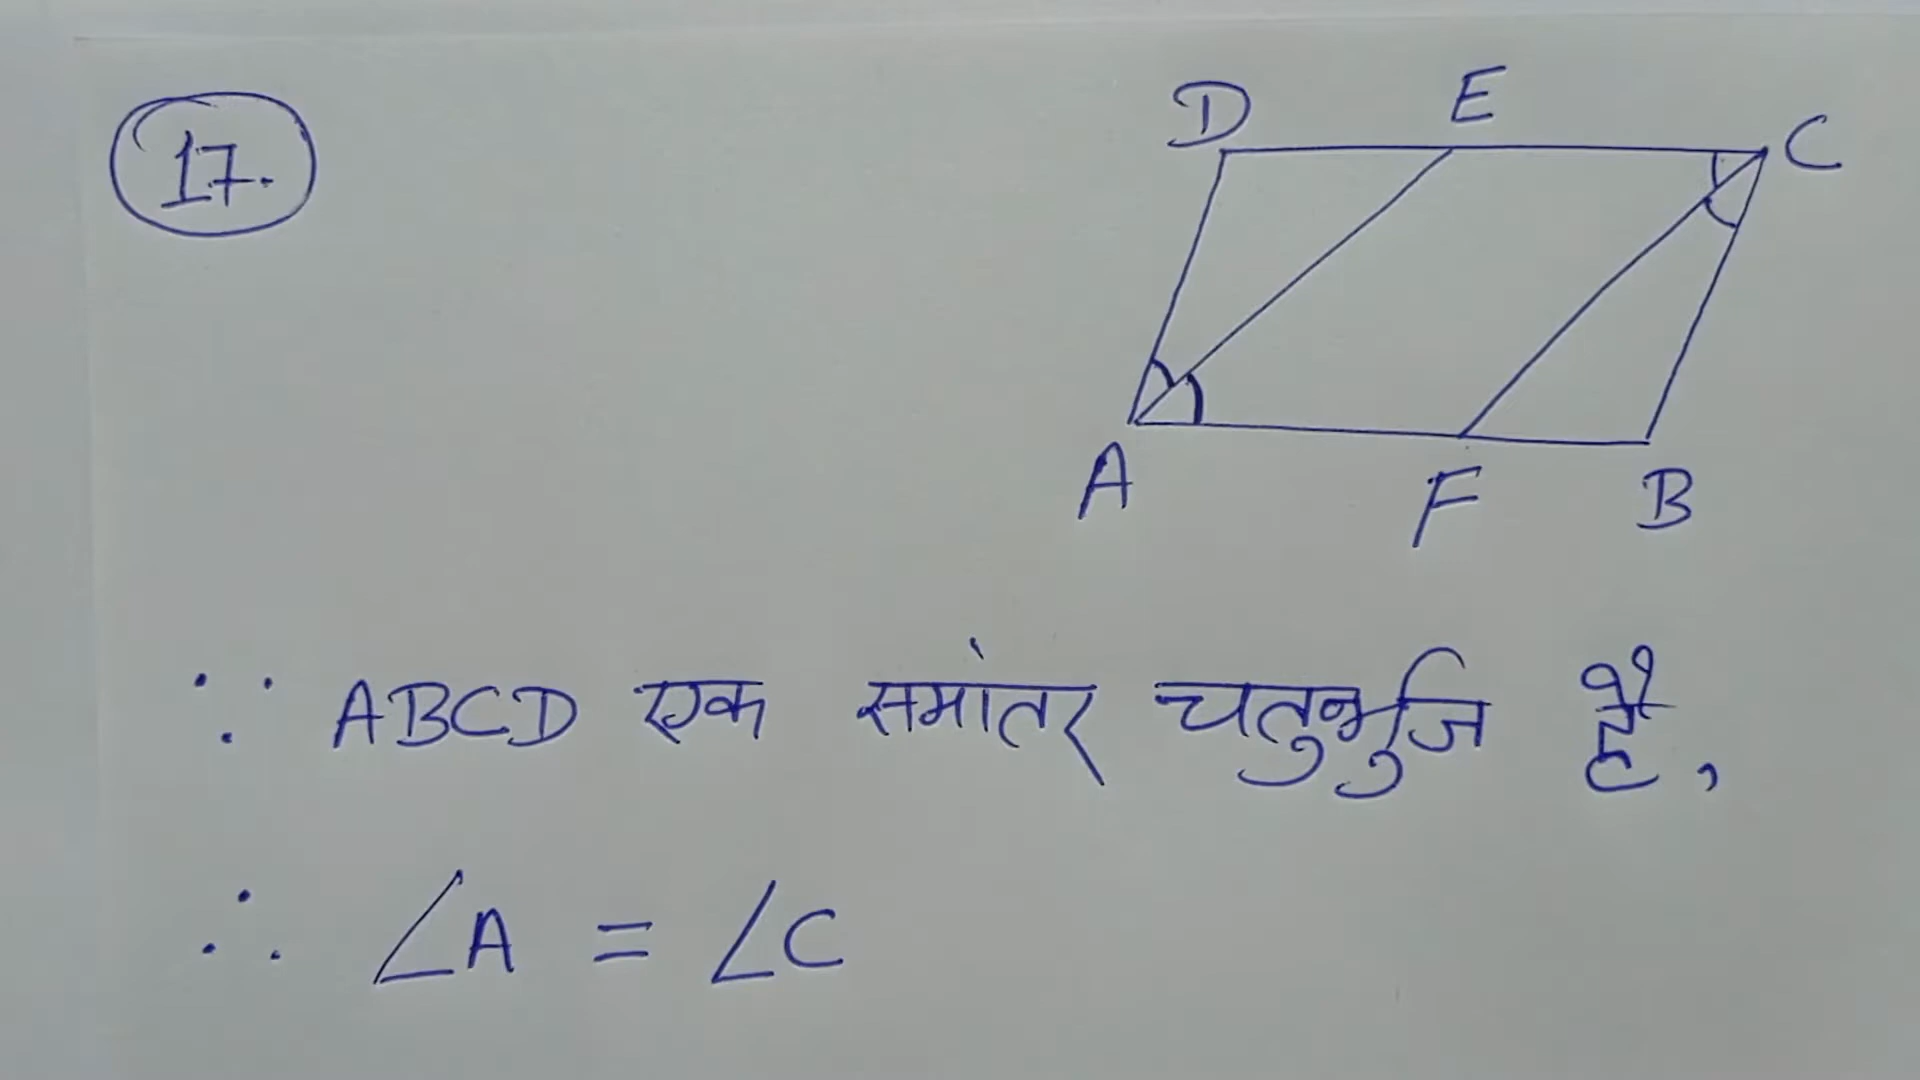 17.
D E C
A F B
∵ ABCD एक समांतर चतुर्भुज है,
∴ ∠A = ∠C